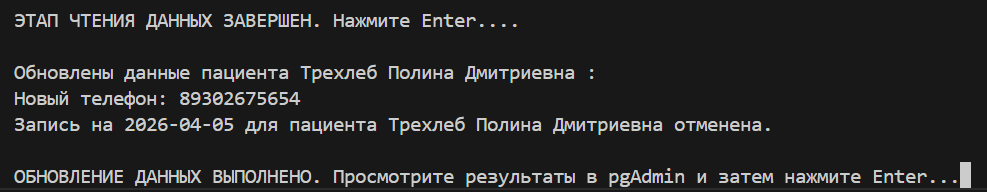 ЭТАП ЧТЕНИЯ ДАННЫХ ЗАВЕРШЕН. Нажмите Enter....
Обновлены данные пациента Трехлеб Полина Дмитриевна :
Новый телефон: 89302675654
Запись на 2026-04-05 для пациента Трехлеб Полина Дмитриевна отменена.
ОБНОВЛЕНИЕ ДАННЫХ ВЫПОЛНЕНО. Просмотрите результаты в pgAdmin и затем нажмите Enter...